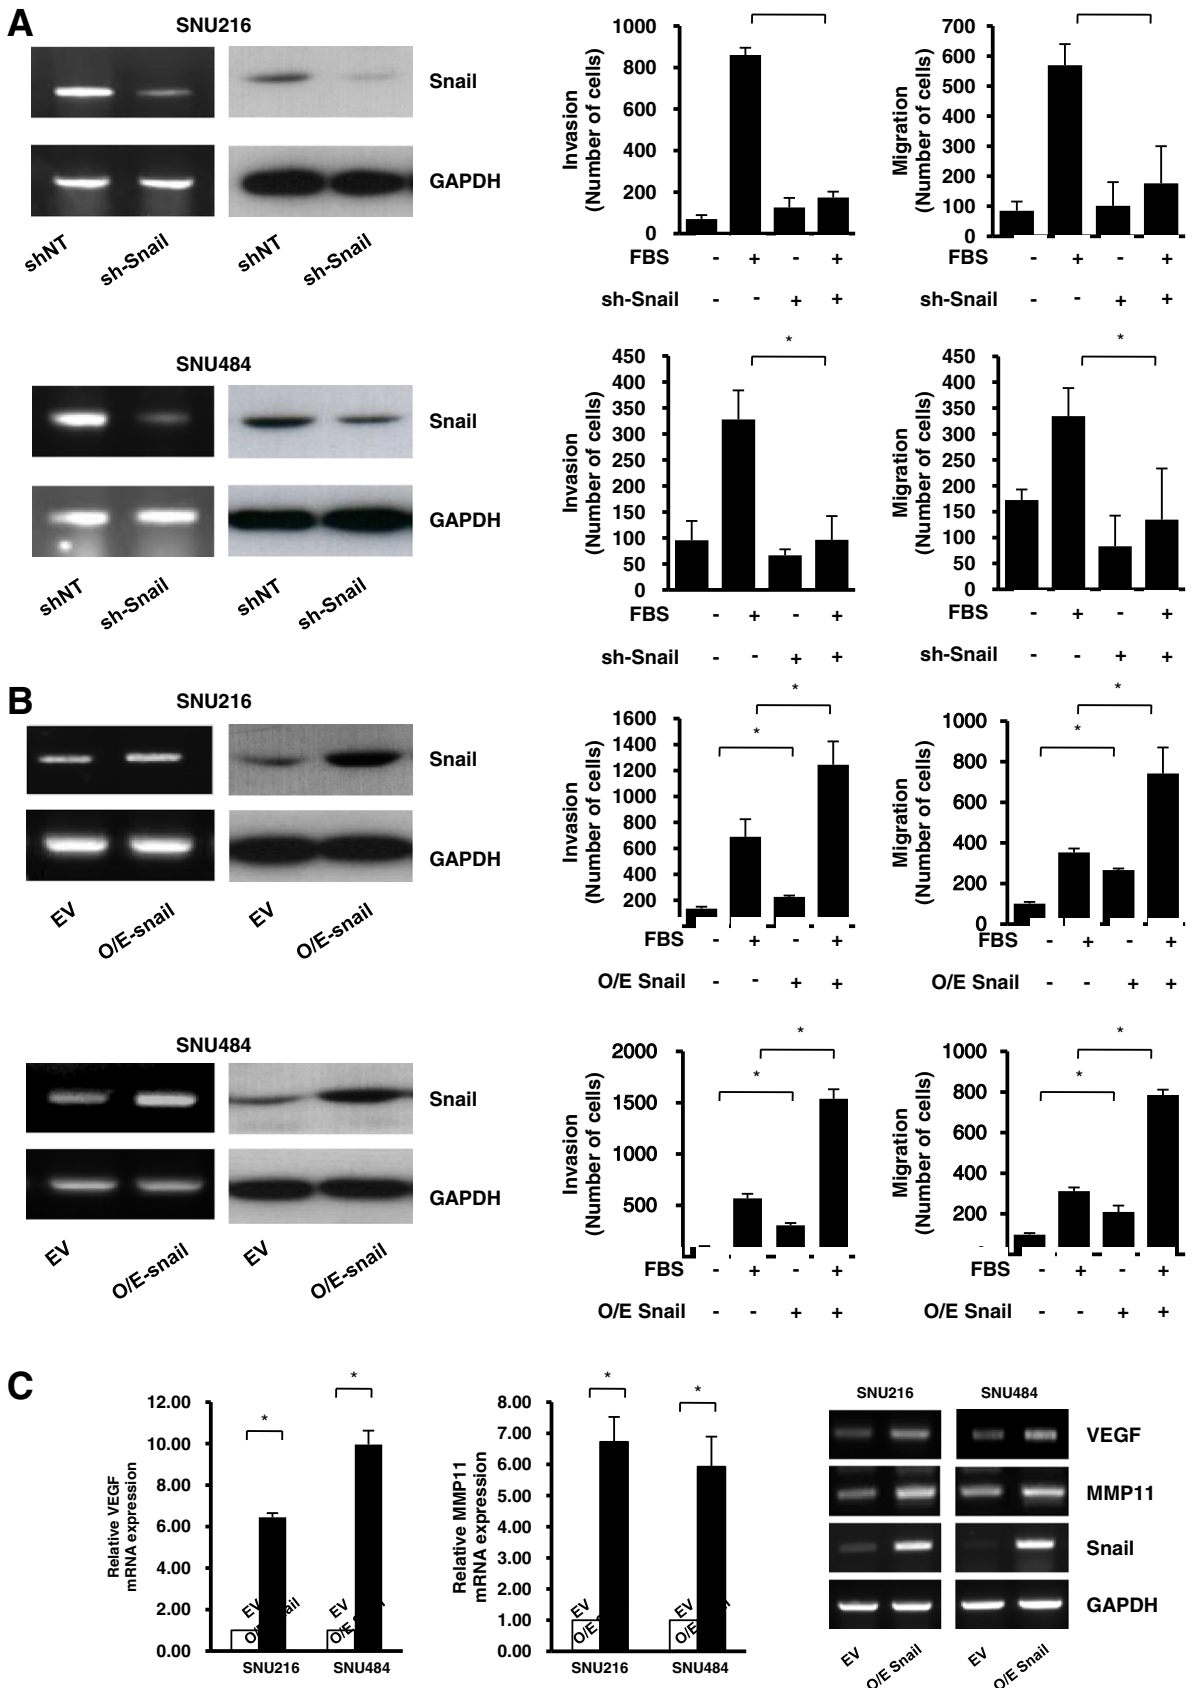 A
SNU216
Snail
GAPDH
shNT
sh-Snail
shNT
sh-Snail
Invasion
(Number of cells)
1000
800
600
400
200
0
FBS - + - +
sh-Snail - - + +
Migration
(Number of cells)
700
600
500
400
300
200
100
0
FBS - + - +
sh-Snail - - + +
SNU484
Snail
GAPDH
shNT
sh-Snail
shNT
sh-Snail
Invasion
(Number of cells)
450
400
350
300
250
200
150
100
50
0
*
FBS - + - +
sh-Snail - - + +
Migration
(Number of cells)
450
400
350
300
250
200
150
100
50
0
*
FBS - + - +
sh-Snail - - + +
B
SNU216
Snail
GAPDH
EV
O/E-snail
EV
O/E-snail
Invasion
(Number of cells)
1600
1400
1200
1000
800
600
400
200
*
*
FBS - + - +
O/E Snail - - + +
Migration
(Number of cells)
1000
800
600
400
200
0
*
*
FBS - + - +
O/E Snail - - + +
SNU484
Snail
GAPDH
EV
O/E-snail
EV
O/E-snail
Invasion
(Number of cells)
2000
1500
1000
500
*
*
FBS - + - +
O/E Snail - - + +
Migration
(Number of cells)
1000
800
600
400
200
*
*
FBS - + - +
O/E Snail - - + +
C
Relative VEGF
mRNA expression
12.00
10.00
8.00
6.00
4.00
2.00
0.00
*
*
EV
EV
SNU216
SNU484
Relative MMP11
mRNA expression
8.00
7.00
6.00
5.00
4.00
3.00
2.00
1.00
0.00
*
*
EV
EV
SNU216
SNU484
SNU216
SNU484
VEGF
MMP11
Snail
GAPDH
EV
O/E Snail
EV
O/E Snail